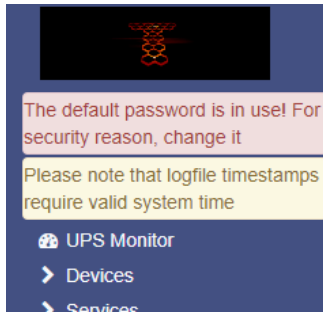 The default password is in use! For
security reason, change it
Please note that logfile timestamps
require valid system time
UPS Monitor
Devices
Services